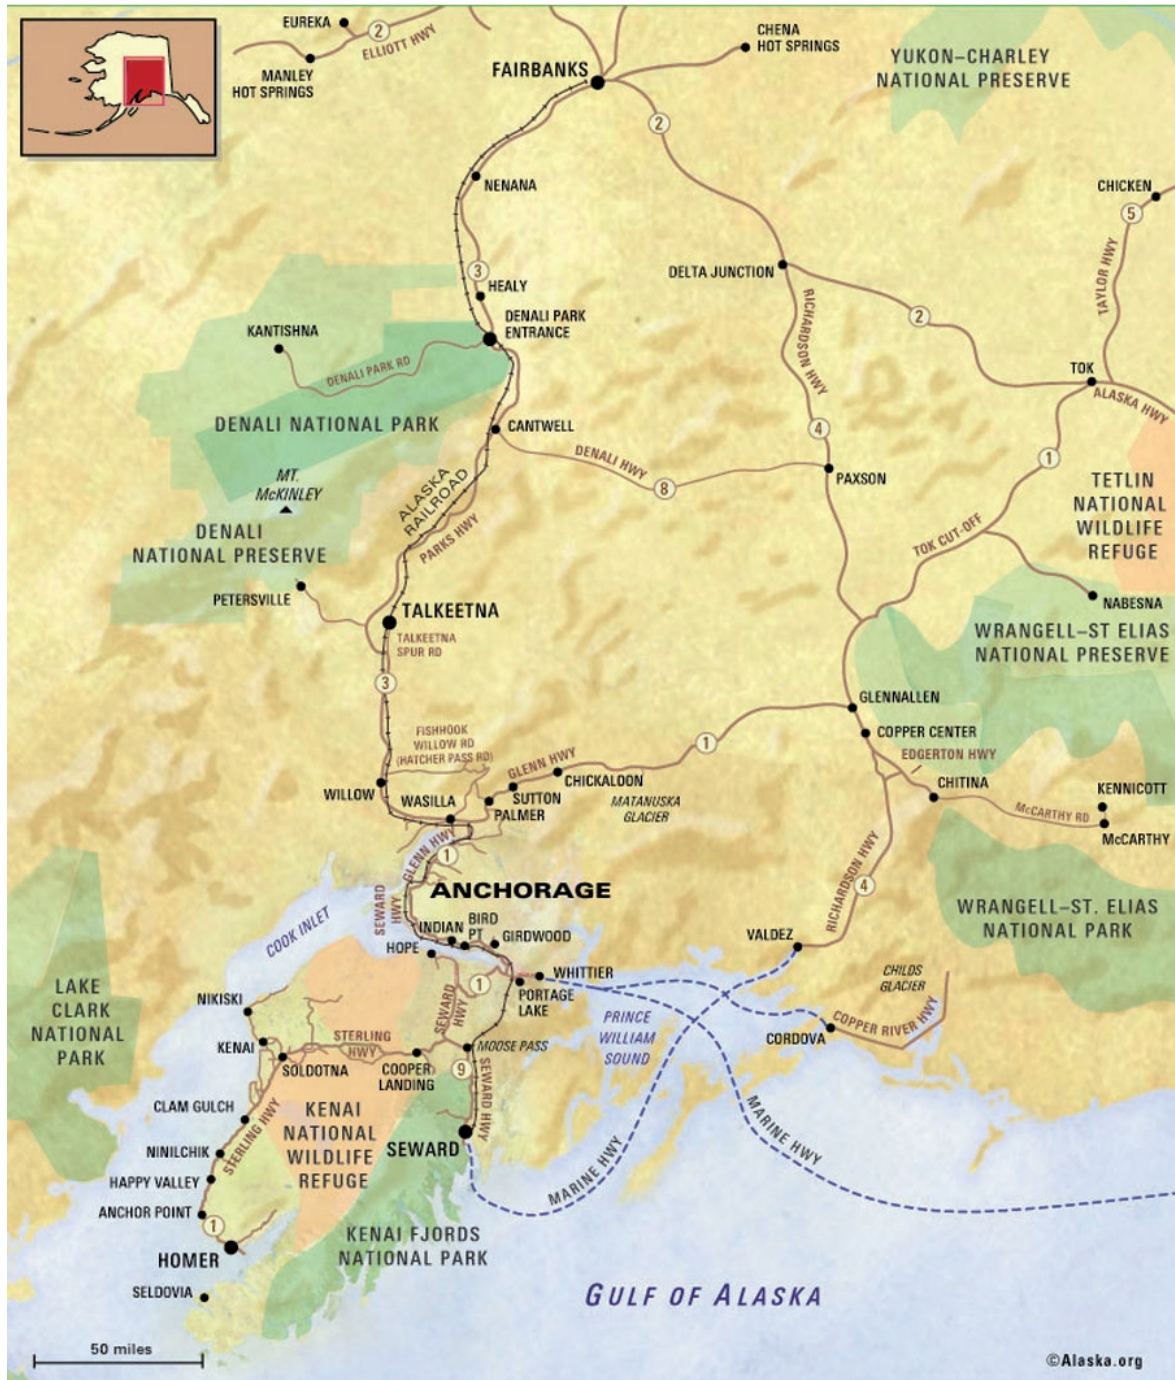 EUREKA
2
ELLIOTT HWY
MANLEY
HOT SPRINGS
CHENA
HOT SPRINGS
FAIRBANKS
YUKON–CHARLEY
NATIONAL PRESERVE
2
NENANA
CHICKEN
5
TAYLOR HWY
3
HEALY
DELTA JUNCTION
RICHARDSON HWY
2
DENALI PARK
ENTRANCE
KANTISHNA
DENALI PARK RD
TOK
ALASKA HWY
DENALI NATIONAL PARK
CANTWELL
DENALI HWY
8
4
PAXSON
1
MT.
McKINLEY
ALASKA
RAILROAD
PARKS HWY
TETLIN
NATIONAL
WILDLIFE
REFUGE
DENALI
NATIONAL PRESERVE
TOK CUT-OFF
PETERSVILLE
TALKEETNA
TALKEETNA
SPUR RD
NABESNA
WRANGELL–ST ELIAS
NATIONAL PRESERVE
3
GLENNALLEN
COPPER CENTER
EDGERTON HWY
FISHHOOK
WILLOW RD
(HATCHER PASS RD)
GLENN HWY
1
CHICKALOON
WILLOW
WASILLA
SUTTON
PALMER
MATANUSKA
GLACIER
CHITINA
KENNICOTT
McCARTHY RD
McCARTHY
GLENN HWY
1
ANCHORAGE
RICHARDSON HWY
4
SEWARD
HWY
WRANGELL–ST. ELIAS
NATIONAL PARK
COOK INLET
INDIAN
BIRD
PT
GIRDWOOD
HOPE
VALDEZ
WHITTIER
PORTAGE
LAKE
1
CHILDS
GLACIER
LAKE
CLARK
NATIONAL
PARK
NIKISKI
SEWARD
HWY
PRINCE
WILLIAM
SOUND
COPPER RIVER HWY
CORDOVA
KENAI
STERLING
HWY
MOOSE PASS
SOLDOTNA
COOPER
LANDING
9
SEWARD HWY
CLAM GULCH
STERLING HWY
KENAI
NATIONAL
WILDLIFE
REFUGE
SEWARD
NINILCHIK
HAPPY VALLEY
ANCHOR POINT
MARINE HWY
MARINE HWY
1
HOMER
KENAI FJORDS
NATIONAL PARK
SELDOVIA
GULF OF ALASKA
50 miles
©Alaska.org